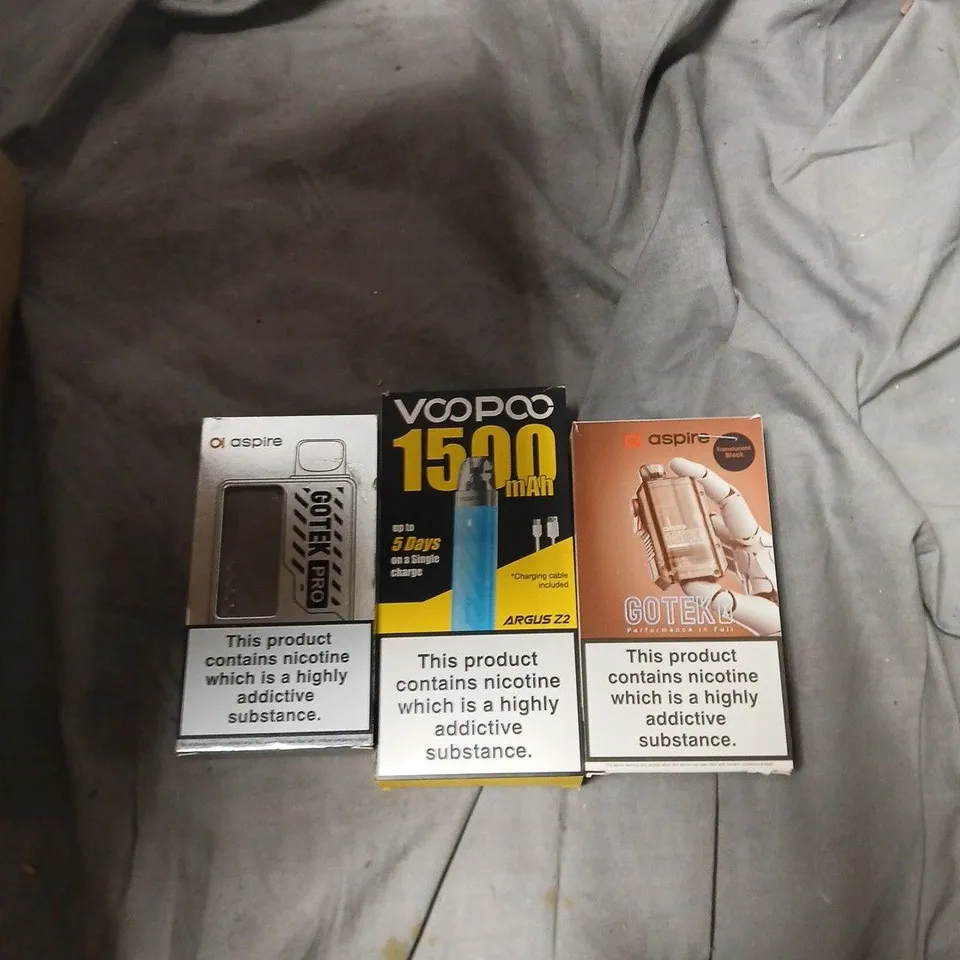 aspire
GOTEK PRO
This product
contains nicotine
which is a highly
addictive
substance.
VOOPOO
1500
mAh
up to
5 Days
on a Single
charge
*Charging cable
included
ARGUS Z2
This product
contains nicotine
which is a highly
addictive
substance.
aspire
Translucent
Black
GOTEK
Performance in Full
This product
contains nicotine
which is a highly
addictive
substance.